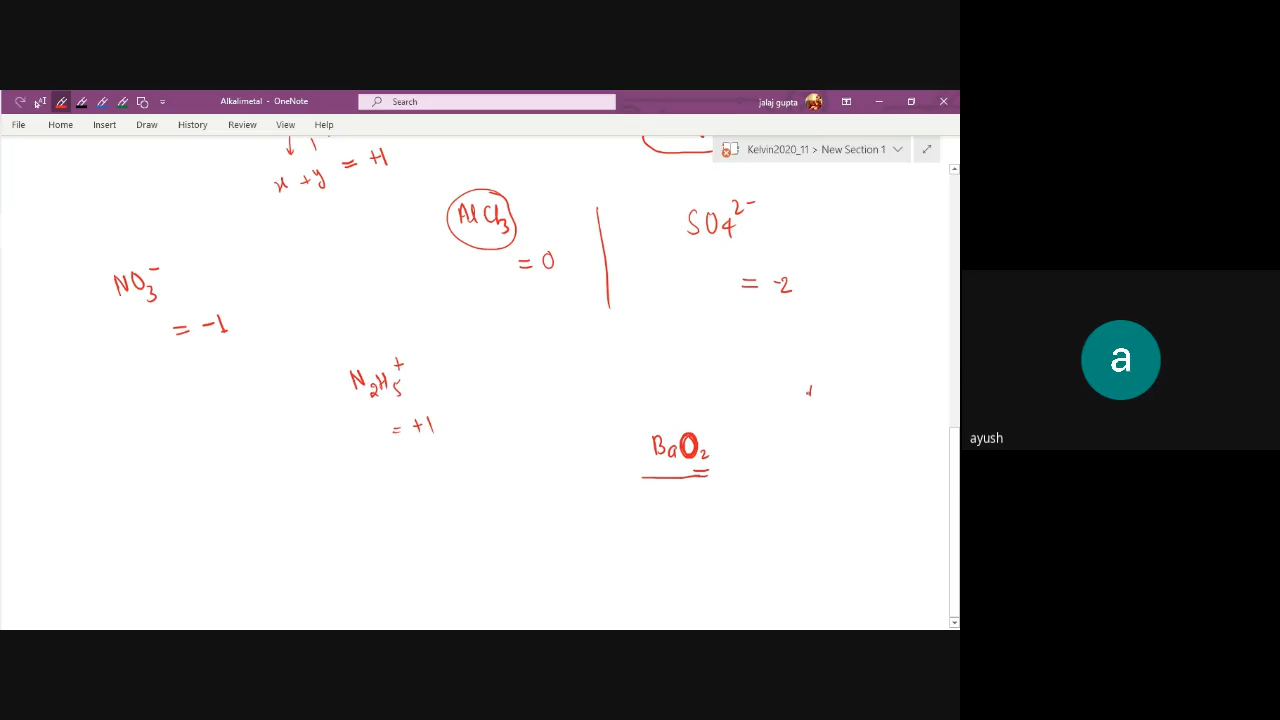 Alkalimetal - OneNote
Search
jalaj gupta
File Home Insert Draw History Review View Help
Kelvin2020_11 > New Section 1
x + y = +1
AlCl3
= 0
SO4 2-
= -2
NO3 -
= -1
N2H5 +
= +1
BaO2
a
ayush